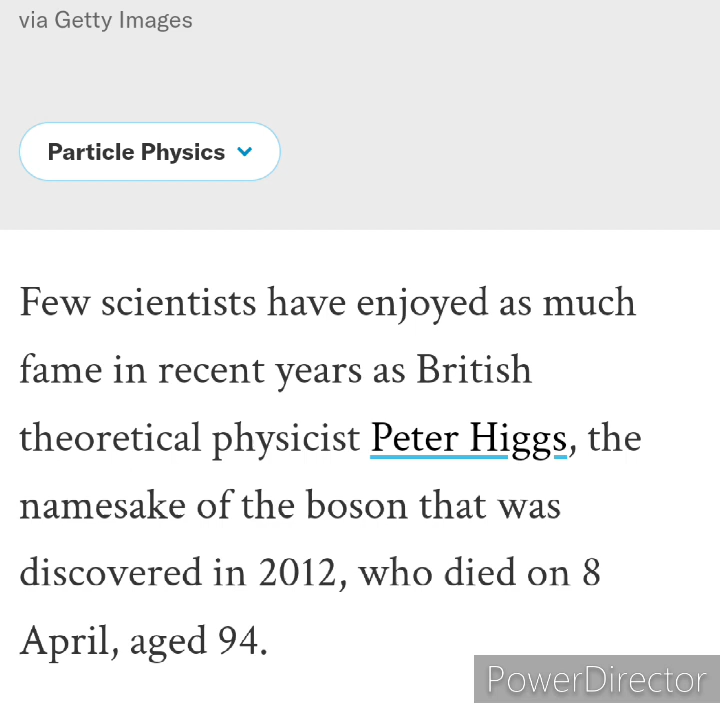 via Getty Images
Particle Physics
Few scientists have enjoyed as much
fame in recent years as British
theoretical physicist Peter Higgs, the
namesake of the boson that was
discovered in 2012, who died on 8
April, aged 94.
PowerDirector